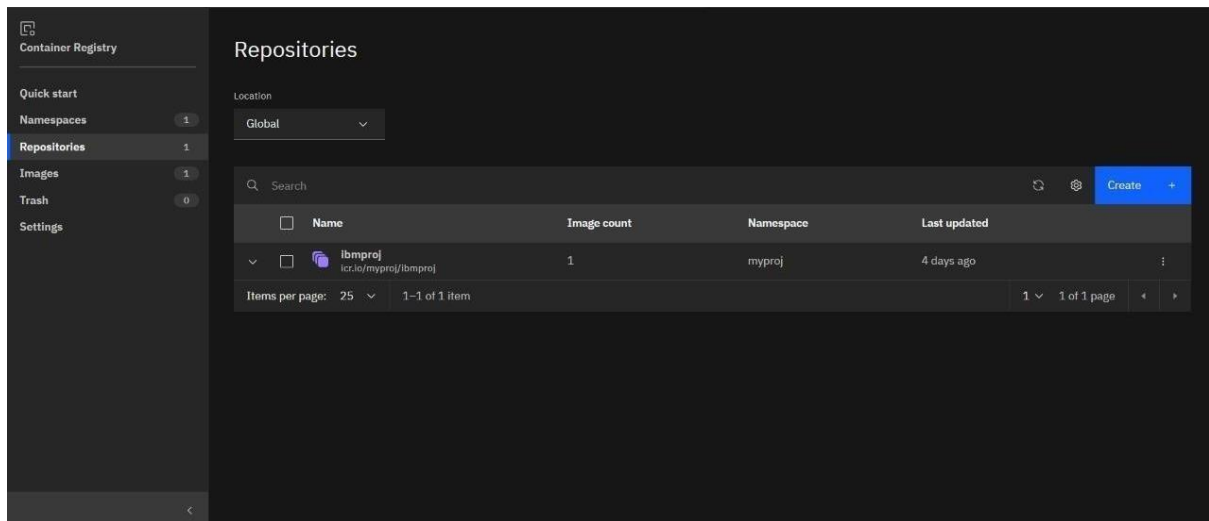 Container Registry
Quick start
Namespaces 1
Repositories 1
Images 1
Trash 0
Settings
Repositories
Location
Global
Search
Create +
Name Image count Namespace Last updated
ibmproj 1 myproj 4 days ago
icr.io/myproj/ibmproj
Items per page: 25 1–1 of 1 item 1 1 of 1 page